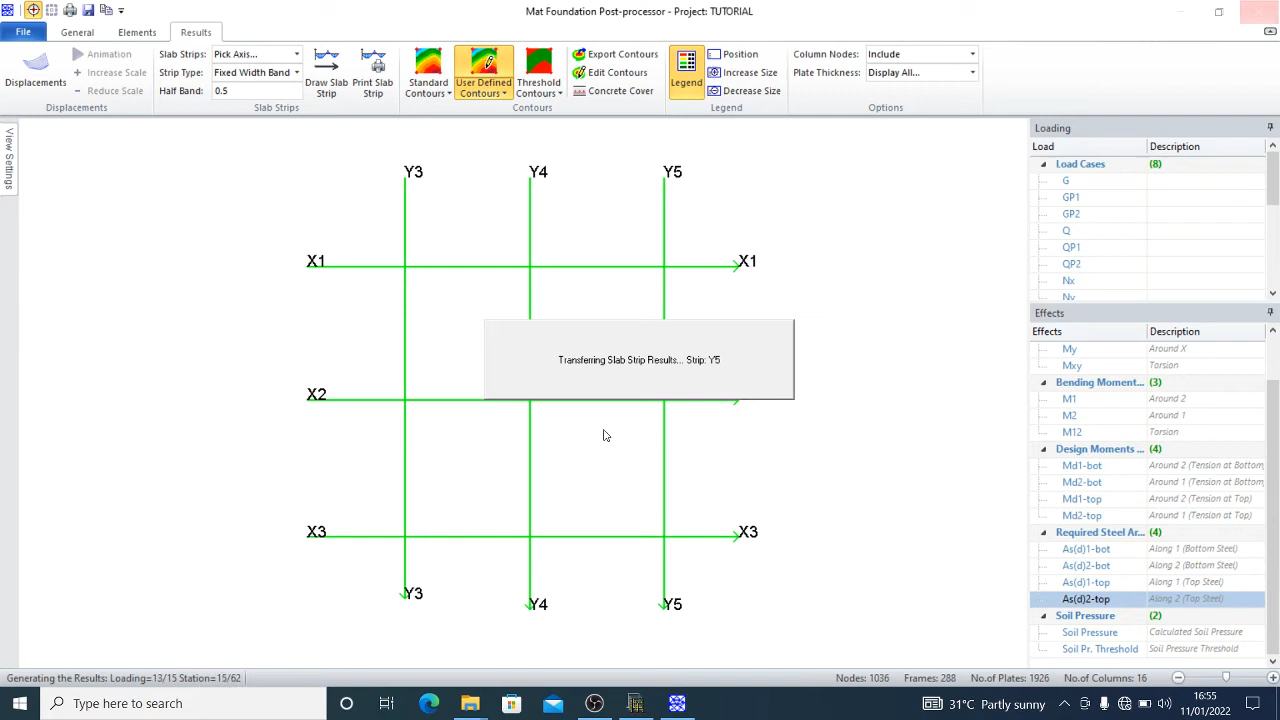 Mat Foundation Post-processor - Project: TUTORIAL
File General Elements Results
Displacements
Animation
Increase Scale
Reduce Scale
Displacements
Slab Strips: Pick Axis...
Strip Type: Fixed Width Band
Half Band: 0.5
Draw Slab Strip
Print Slab Strip
Slab Strips
Standard Contours
User Defined Contours
Threshold Contours
Export Contours
Edit Contours
Concrete Cover
Contours
Legend
Position
Increase Size
Decrease Size
Legend
Column Nodes: Include
Plate Thickness: Display All...
Options
View Settings
Y3 Y4 Y5
X1 X1
Transferring Slab Strip Results... Strip: Y5
X2
X3 X3
Y3 Y4 Y5
Loading
Load Description
Load Cases (8)
G
GP1
GP2
Q
QP1
QP2
Nx
Ny
Effects
Effects Description
My Around X
Mxy Torsion
Bending Moment... (3)
M1 Around 2
M2 Around 1
M12 Torsion
Design Moments ... (4)
Md1-bot Around 2 (Tension at Bottom
Md2-bot Around 1 (Tension at Bottom
Md1-top Around 2 (Tension at Top)
Md2-top Around 1 (Tension at Top)
Required Steel Ar... (4)
As(d)1-bot Along 1 (Bottom Steel)
As(d)2-bot Along 2 (Bottom Steel)
As(d)1-top Along 1 (Top Steel)
As(d)2-top Along 2 (Top Steel)
Soil Pressure (2)
Soil Pressure Calculated Soil Pressure
Soil Pr. Threshold Soil Pressure Threshold
Generating the Results: Loading=13/15 Station=15/62
Nodes: 1036 Frames: 288 No.of Plates: 1926 No.of Columns: 16
Type here to search
31°C Partly sunny
16:55
11/01/2022